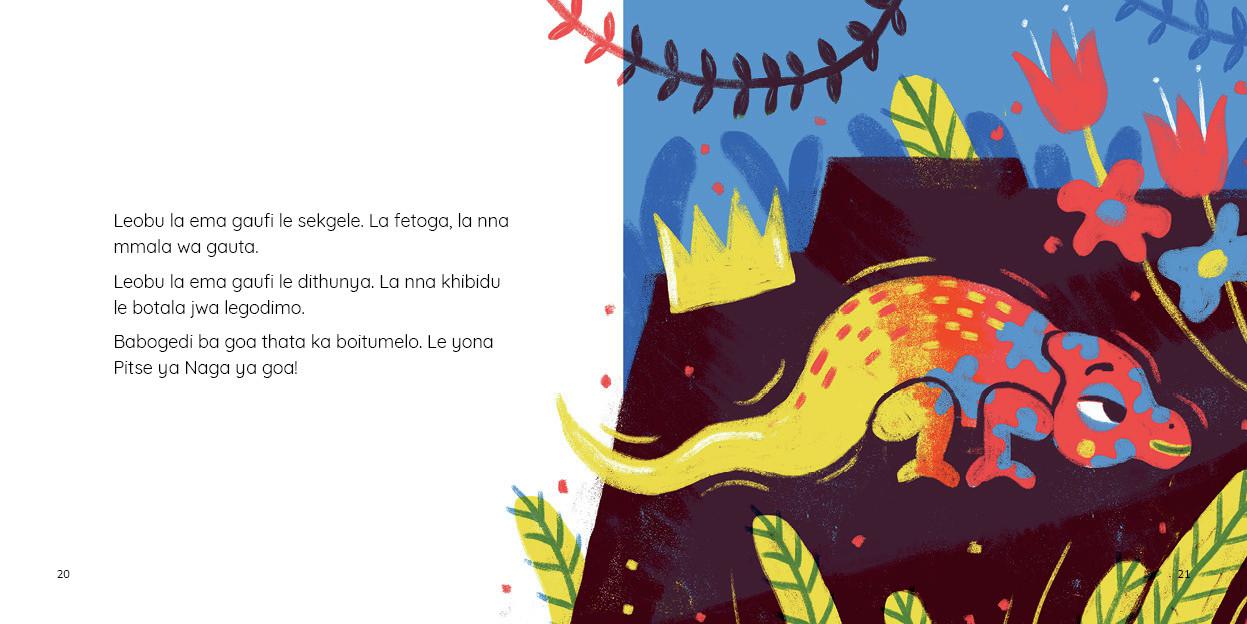 Leobu la ema gaufi le sekgele. La fetoga, la nna
mmala wa gauta.
Leobu la ema gaufi le dithunya. La nna khibidu
le botala jwa legodimo.
Babogedi ba goa thata ka boitumelo. Le yona
Pitse ya Naga ya goa!
20
21